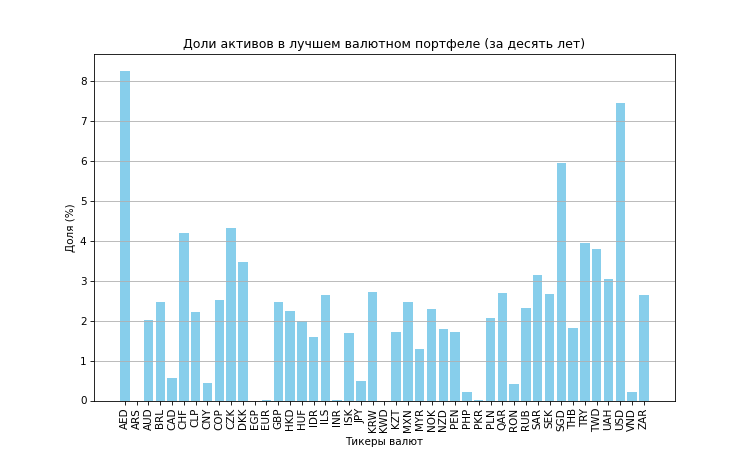 Доли активов в лучшем валютном портфеле (за десять лет)
Доля (%)
8
7
6
5
4
3
2
1
0
AED
ARS
AUD
BRL
CAD
CHF
CLP
CNY
COP
CZK
DKK
EGP
EUR
GBP
HKD
HUF
IDR
ILS
INR
ISK
JPY
KRW
KWD
KZT
MXN
MYR
NOK
NZD
PEN
PHP
PKR
PLN
QAR
RON
RUB
SAR
SEK
SGD
THB
TRY
TWD
UAH
USD
VND
ZAR
Тикеры валют